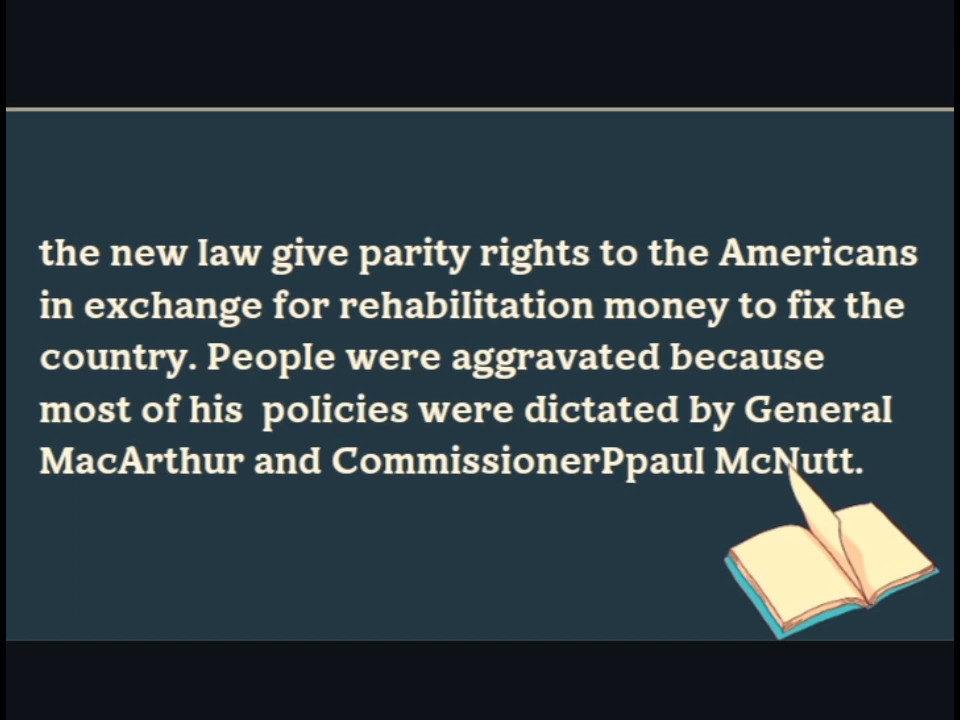 the new law give parity rights to the Americans
in exchange for rehabilitation money to fix the
country. People were aggravated because
most of his  policies were dictated by General
MacArthur and CommissionerPpaul McNutt.